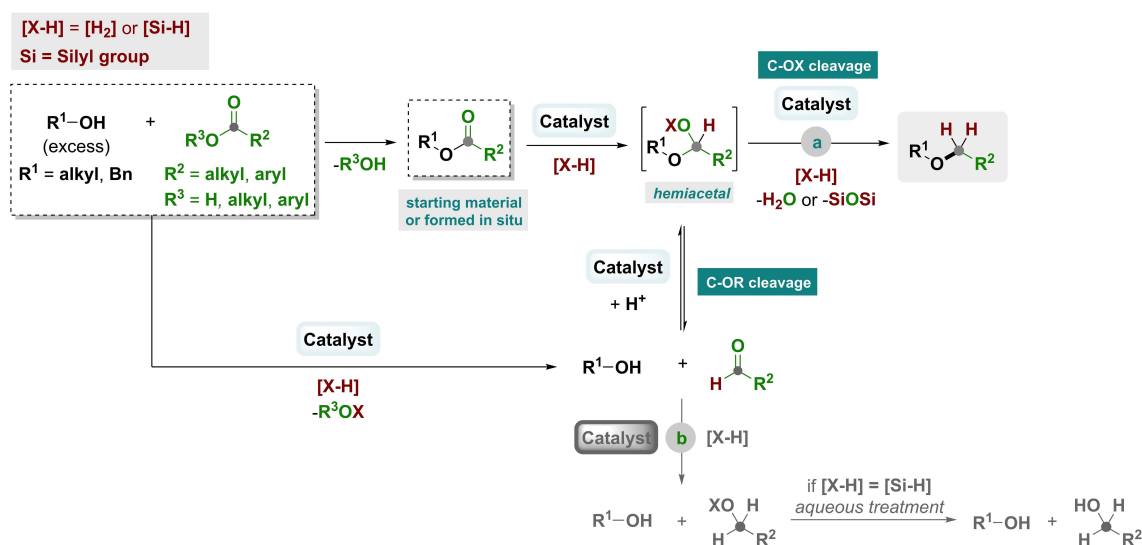 [X-H] = [H2] or [Si-H]
Si = Silyl group
R1–OH
(excess)
R1 = alkyl, Bn
+
O
R3O R2
R2 = alkyl, aryl
R3 = H, alkyl, aryl
-R3OH
O
R1 O R2
starting material
or formed in situ
Catalyst
[X-H]
XO H
R1 O R2
hemiacetal
C-OX cleavage
Catalyst
a
[X-H]
-H2O or -SiOSi
H H
R1 O R2
Catalyst
+ H+
C-OR cleavage
Catalyst
[X-H]
-R3OX
R1–OH + O
H R2
Catalyst b [X-H]
R1–OH + XO H
H R2
if [X-H] = [Si-H]
aqueous treatment
R1–OH + HO H
H R2